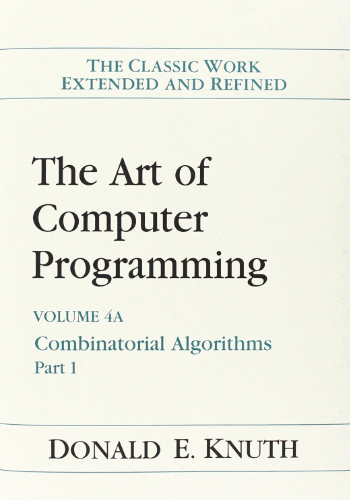 The Classic Work
Extended and Refined
The Art of
Computer
Programming
VOLUME 4A
Combinatorial Algorithms
Part 1
DONALD E. KNUTH